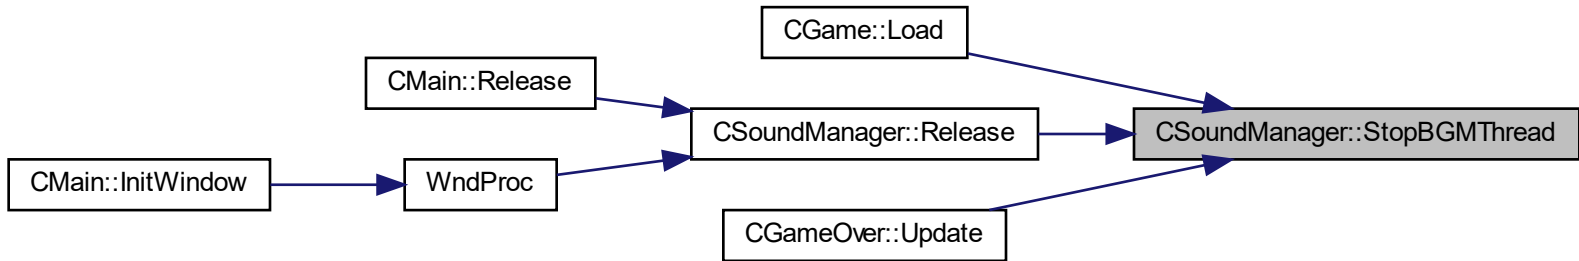 CGame::Load
CMain::Release
CSoundManager::Release
CSoundManager::StopBGMThread
CMain::InitWindow
WndProc
CGameOver::Update